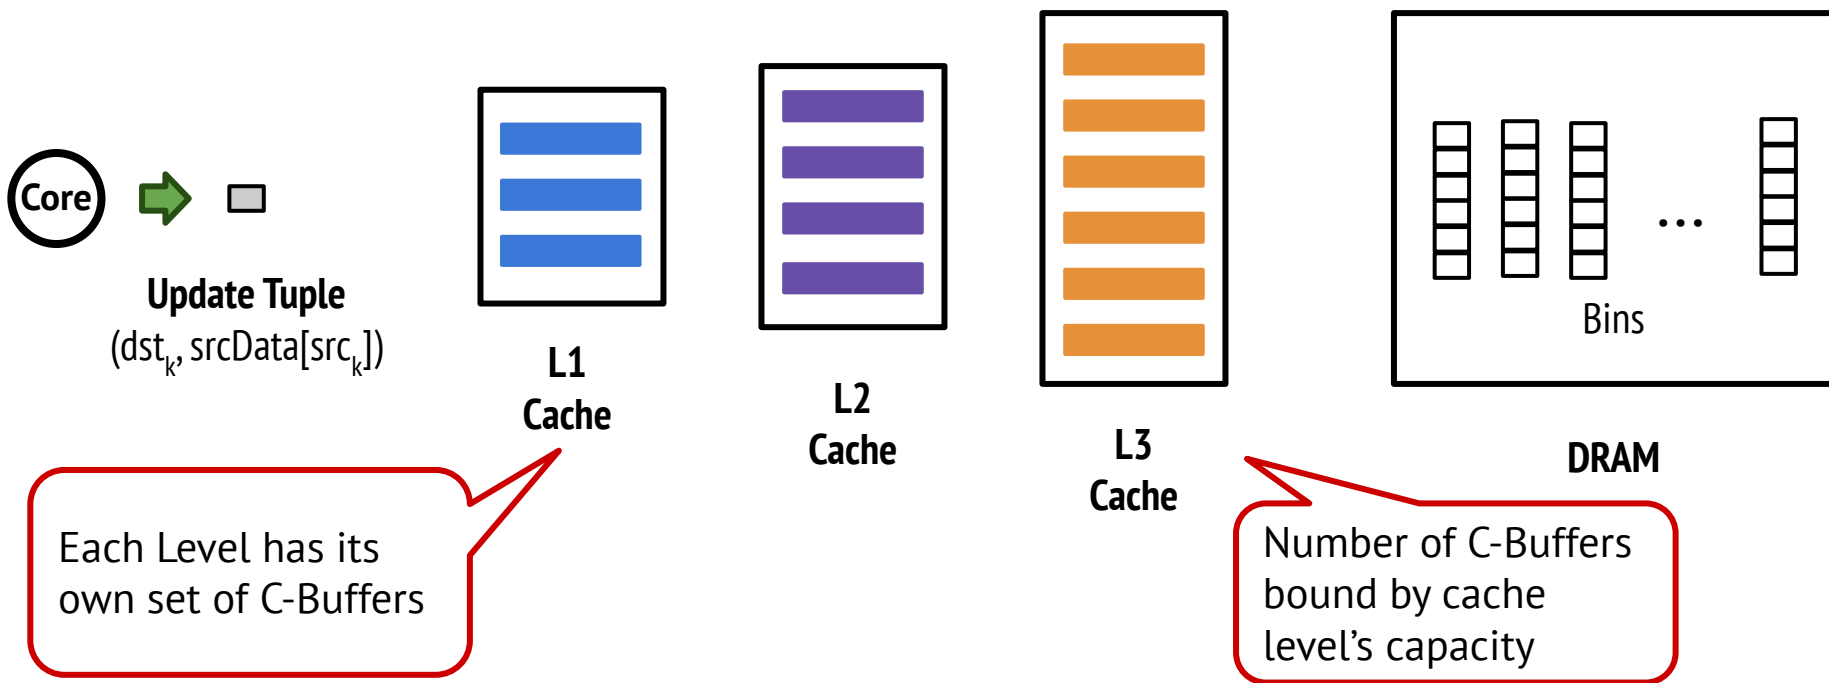 Core
Update Tuple
(dstₖ, srcData[srcₖ])
L1
Cache
L2
Cache
L3
Cache
...
Bins
DRAM
Each Level has its
own set of C-Buffers
Number of C-Buffers
bound by cache
level’s capacity